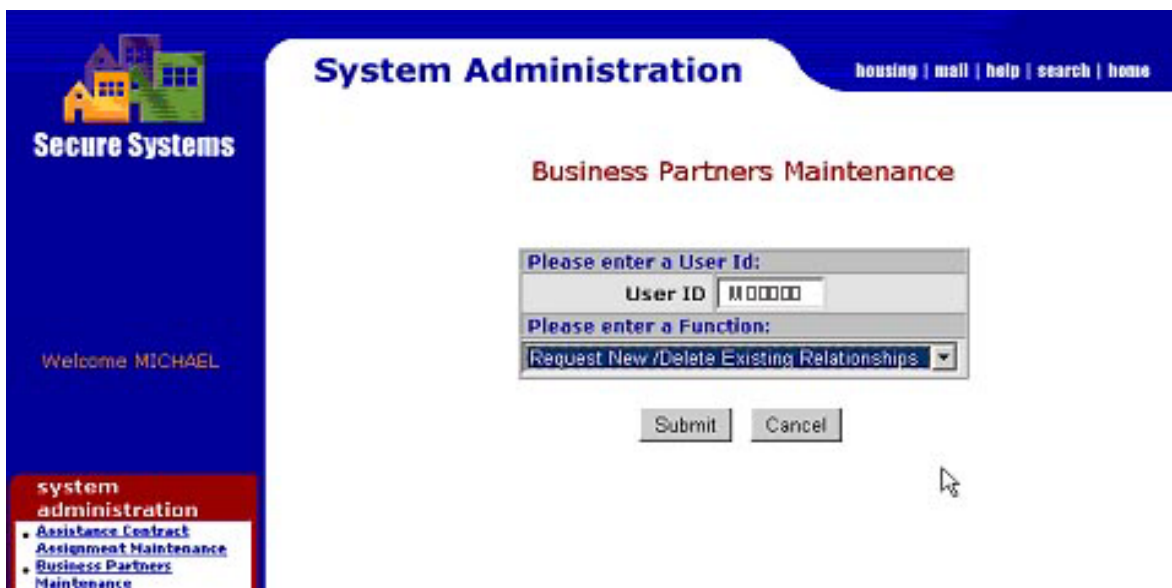 System Administration
housing | mail | help | search | home
Secure Systems
Business Partners Maintenance
Please enter a User Id:
User ID
Please enter a Function:
Request New /Delete Existing Relationships
Welcome MICHAEL
Submit Cancel
system
administration
Assistance Contract
Assignment Maintenance
Business Partners
Maintenance